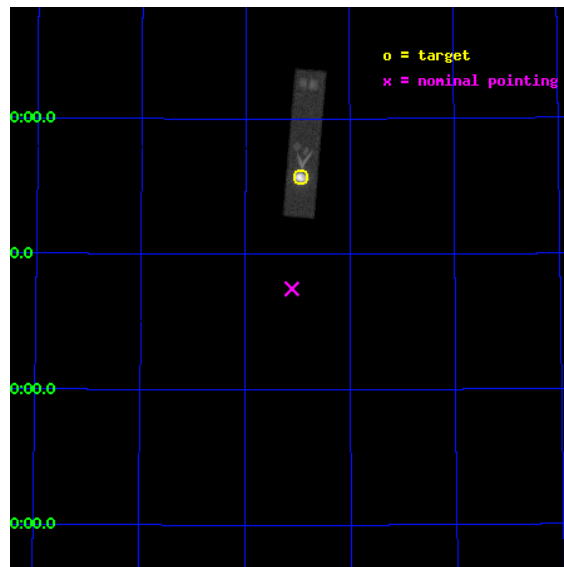 o = target
x = nominal pointing
0:00.0
0.0
0:00.0
0:00.0